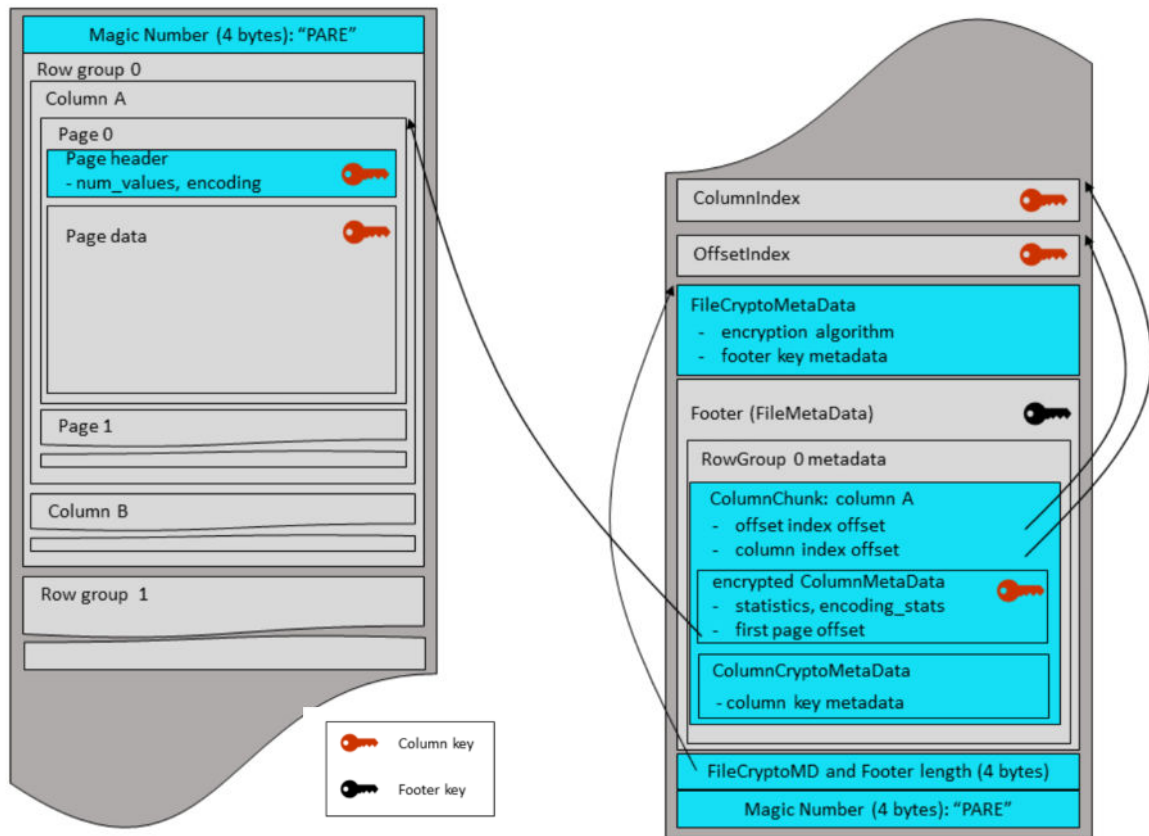 Magic Number (4 bytes): “PARE”
Row group 0
Column A
Page 0
Page header
- num_values, encoding
Page data
Page 1
Column B
Row group 1
Column key
Footer key
ColumnIndex
OffsetIndex
FileCryptoMetaData
- encryption algorithm
- footer key metadata
Footer (FileMetaData)
RowGroup 0 metadata
ColumnChunk: column A
- offset index offset
- column index offset
encrypted ColumnMetaData
- statistics, encoding_stats
- first page offset
ColumnCryptoMetaData
- column key metadata
FileCryptoMD and Footer length (4 bytes)
Magic Number (4 bytes): “PARE”